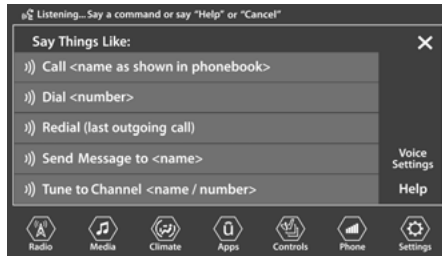 Listening... Say a command or say "Help" or "Cancel"
Say Things Like:
Call <name as shown in phonebook>
Dial <number>
Redial (last outgoing call)
Send Message to <name>
Tune to Channel <name / number>
Voice
Settings
Help
Radio
Media
Climate
Apps
Controls
Phone
Settings